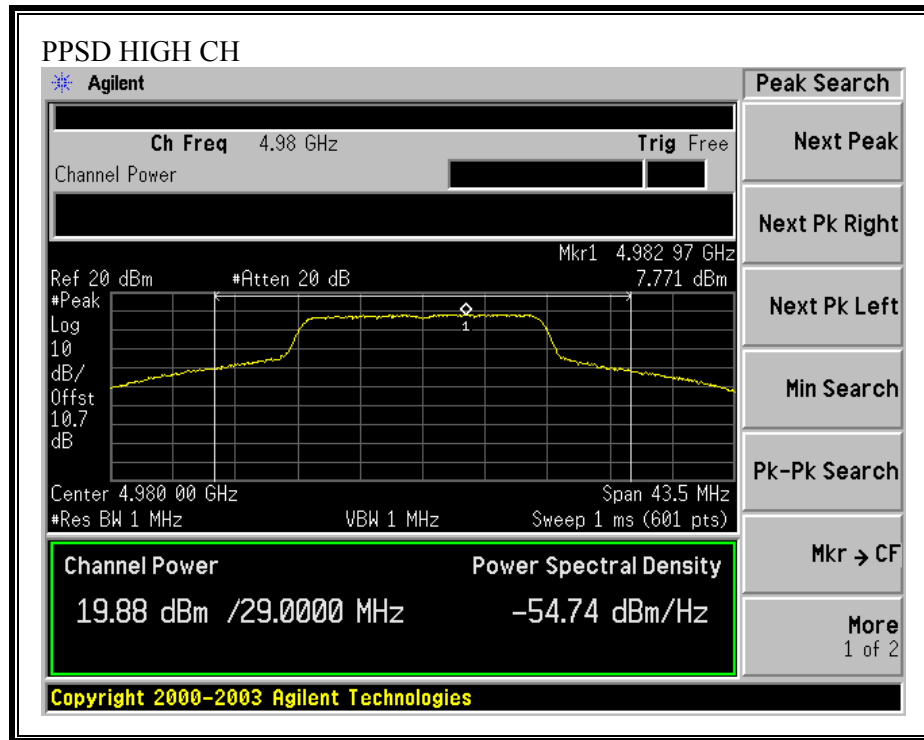 PPSD HIGH CH
Agilent
Peak Search
Ch Freq 4.98 GHz Trig Free
Channel Power
Next Peak
Next Pk Right
Mkr1 4.982 97 GHz
Ref 20 dBm #Atten 20 dB 7.771 dBm
#Peak
Log
10
dB/
Offst
10.7
dB
1
Next Pk Left
Min Search
Pk-Pk Search
Center 4.980 00 GHz Span 43.5 MHz
#Res BW 1 MHz VBW 1 MHz Sweep 1 ms (601 pts)
Channel Power Power Spectral Density
19.88 dBm /29.0000 MHz -54.74 dBm/Hz
Mkr → CF
More
1 of 2
Copyright 2000-2003 Agilent Technologies